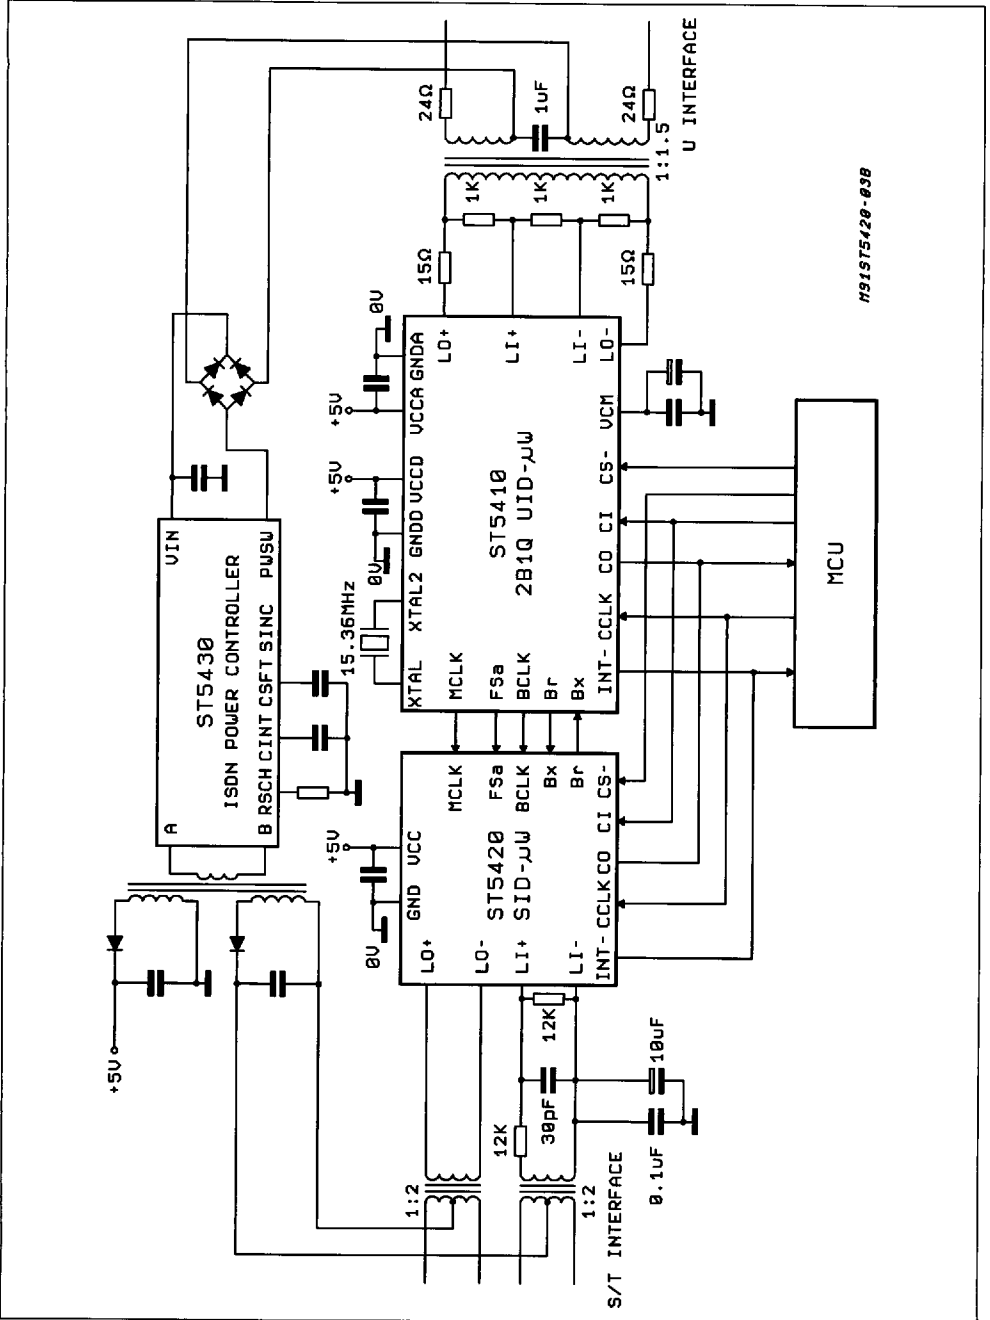 +5V
A
B
RSCH
CINT
CSFT
SINC
PWSW
VIN
ST5430
ISDN POWER CONTROLLER
1:2
1:2
S/T INTERFACE
12K
30pF
12K
0.1uF
10uF
LO+
LO-
LI+
LI-
GND
VCC
0V
+5V
ST5420
SID-µW
MCLK
FSa
BCLK
Bx
Br
INT-
CCLK
CO
CI
CS-
15.36MHz
XTAL
XTAL2
GNDD
VCCD
VCCA
GNDA
0V
+5V
+5V
0V
ST5410
2B1Q UID-µW
MCLK
FSa
BCLK
Br
Bx
INT-
CCLK
CO
CI
CS-
VCM
LO+
LI+
LI-
LO-
15Ω
15Ω
1K
1K
1K
24Ω
1uF
24Ω
1:1.5
U INTERFACE
MCU
M91ST5420-03B